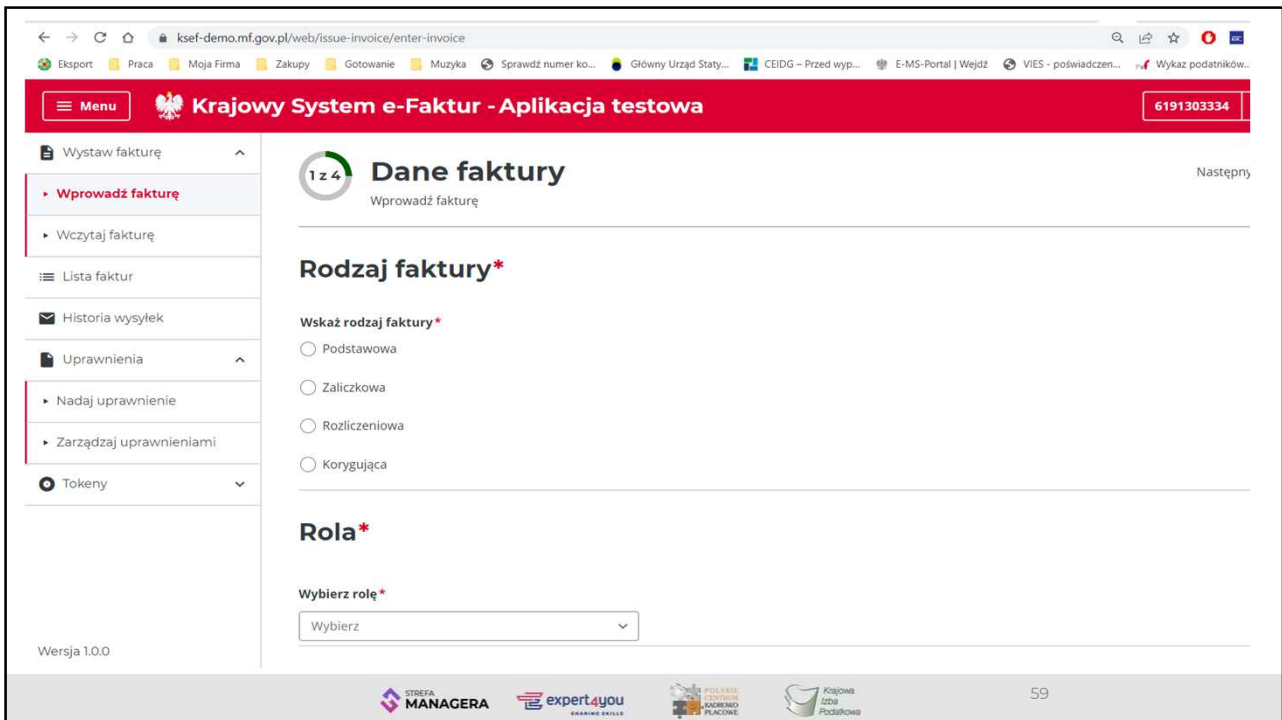 ksef-demo.mf.gov.pl/web/issue-invoice/enter-invoice
Eksport Praca Moja Firma Zakupy Gotowanie Muzyka Sprawdź numer ko... Główny Urząd Staty... CEIDG – Przed wyp... E-MS-Portal | Wejdź VIES - poświadczen... Wykaz podatników...
Menu Krajowy System e-Faktur - Aplikacja testowa 6191303334
Wystaw fakturę
Wprowadź fakturę
Wczytaj fakturę
Lista faktur
Historia wysyłek
Uprawnienia
Nadaj uprawnienie
Zarządzaj uprawnieniami
Tokeny
Wersja 1.0.0
1 z 4 Dane faktury Następny
Wprowadź fakturę
Rodzaj faktury*
Wskaż rodzaj faktury*
Podstawowa
Zaliczkowa
Rozliczeniowa
Korygująca
Rola*
Wybierz rolę*
Wybierz
STREFA
MANAGERA
expert4you
SHARING SKILLS
POLSKIE
CENTRUM
KADROWO
PŁACOWE
Krajowa
Izba
Podatkowa
59